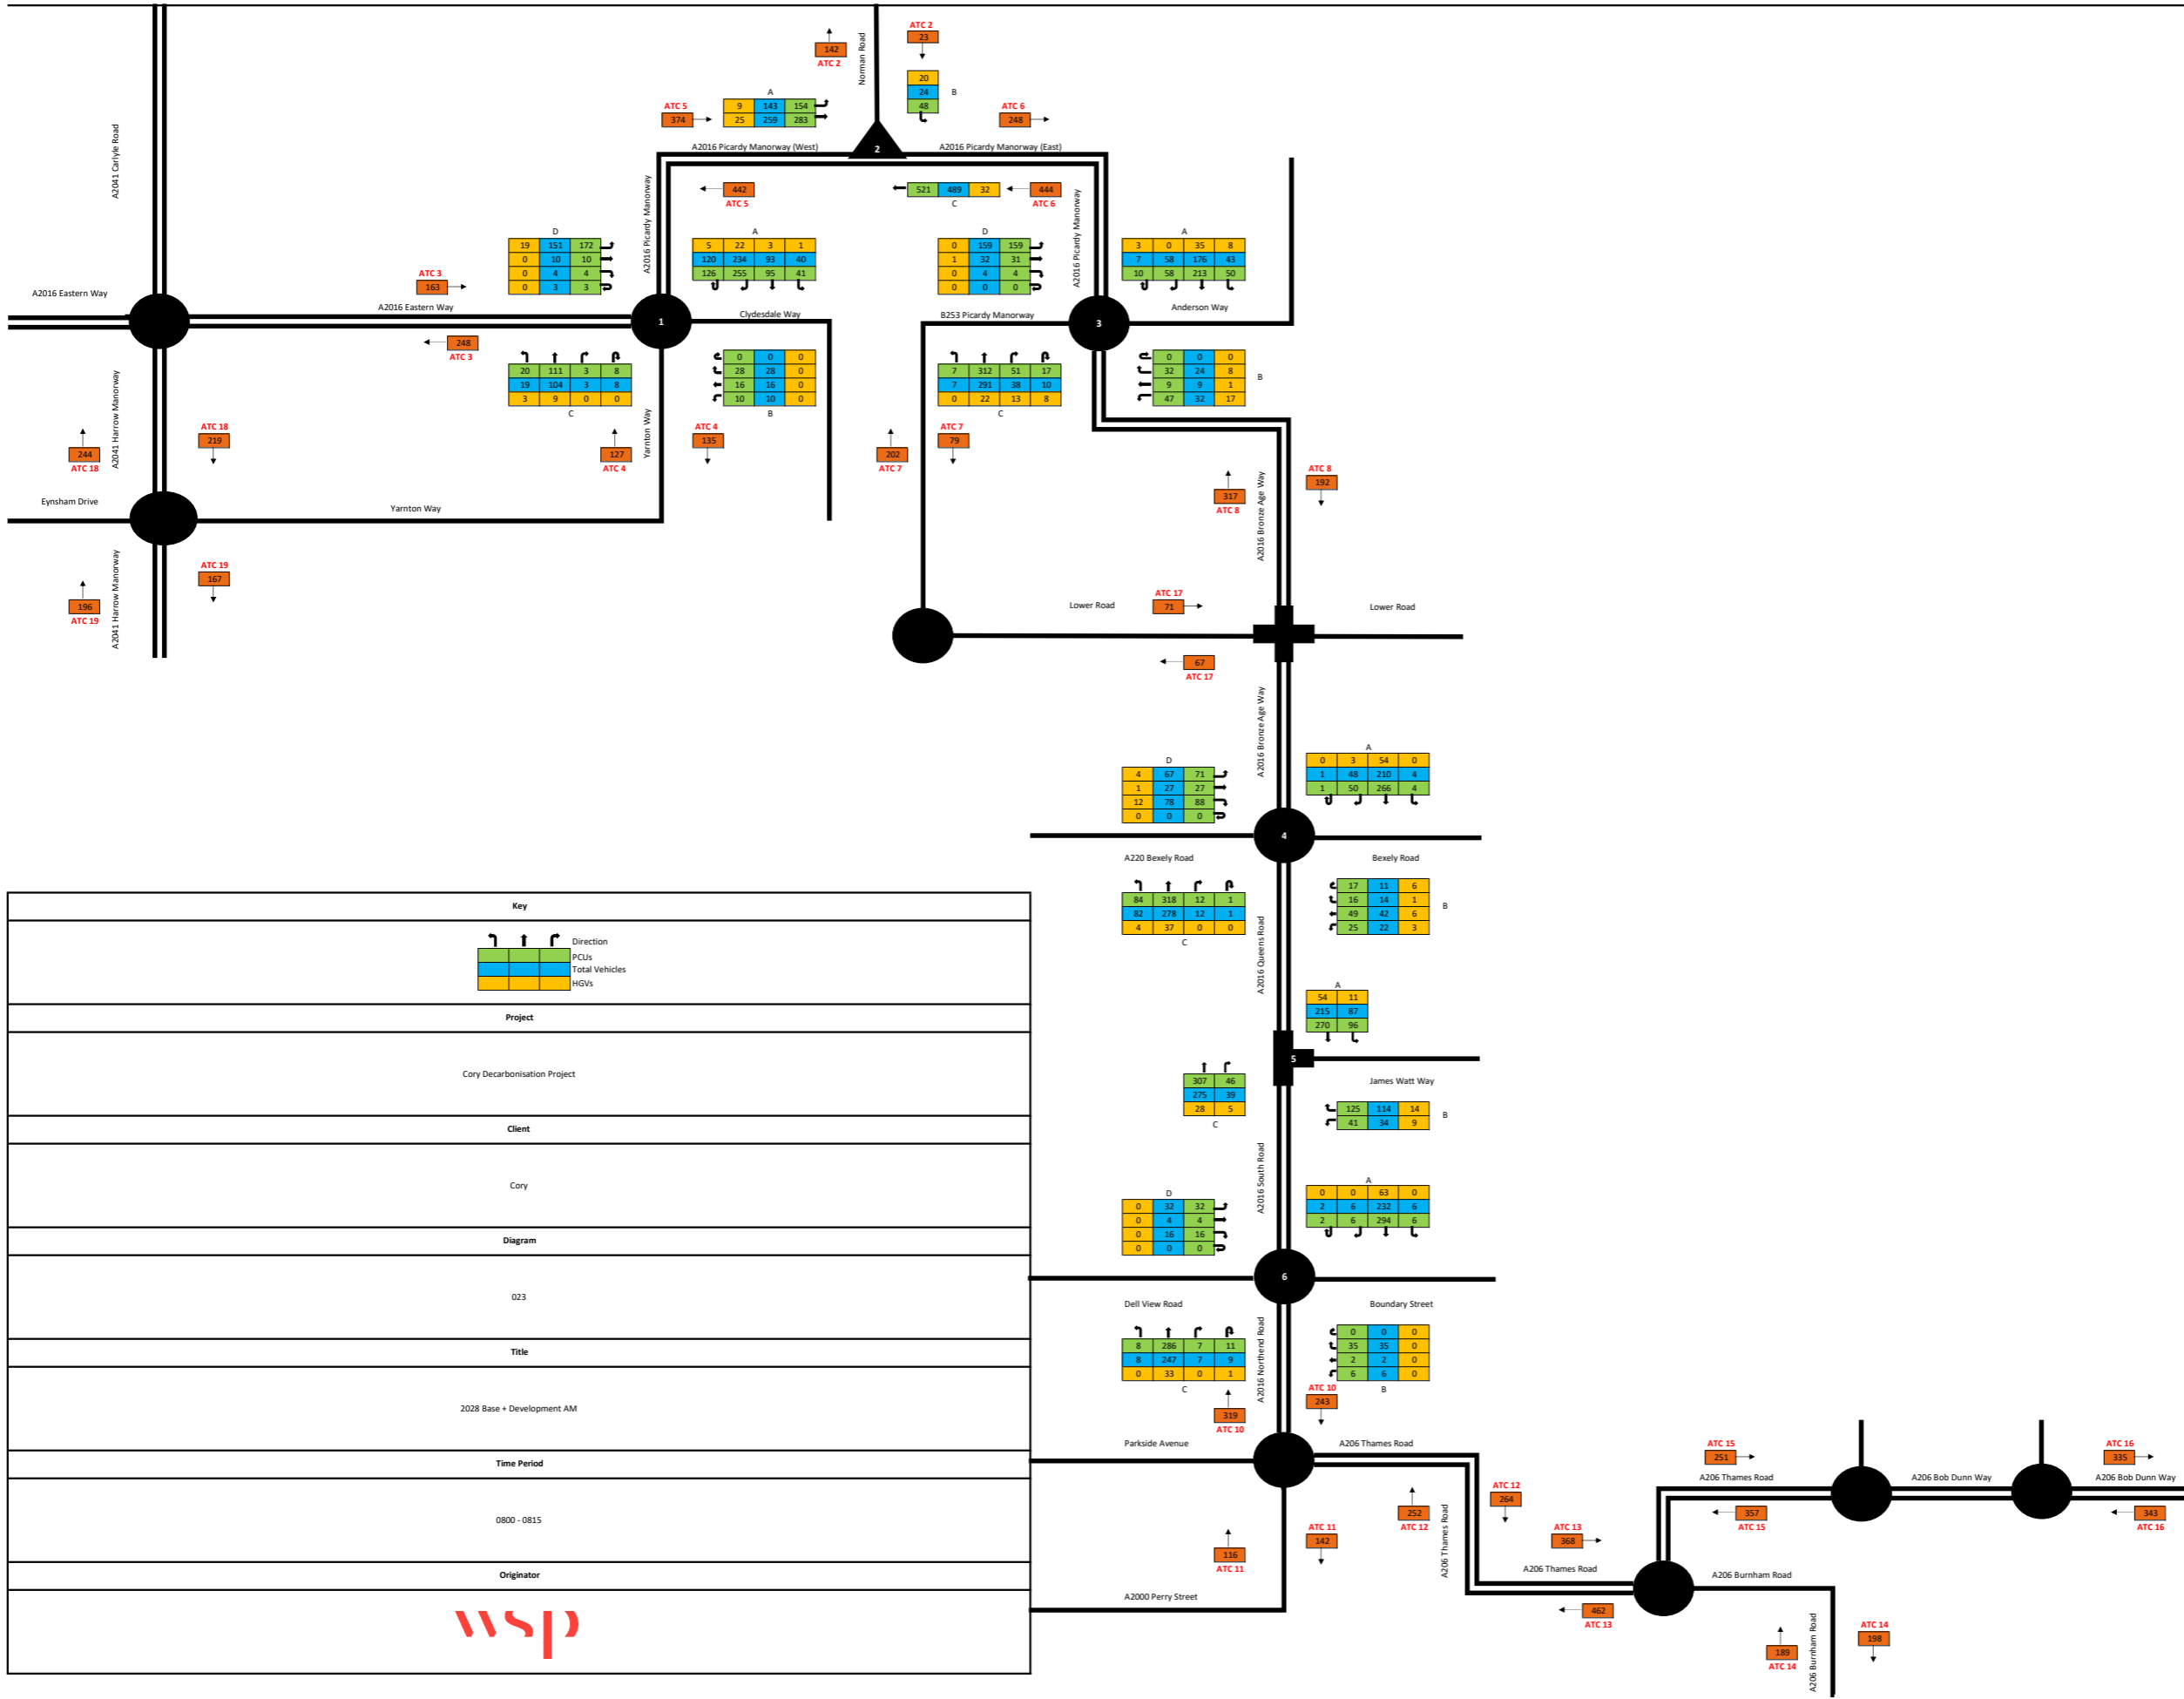 ATC 2
142
ATC 2
23
Norman Road
20
24 B
48
A
9 143 154
25 259 283
ATC 5
374
ATC 6
248
A2016 Picardy Manorway (West)
2
A2016 Picardy Manorway (East)
A2041 Carlyle Road
A2016 Picardy Manorway
442
ATC 5
521 489 32
C
444
ATC 6
A2016 Picardy Manorway
D
19 151 172
0 10 10
0 4 4
0 3 3
A
5 22 3 1
120 234 93 40
126 255 95 41
D
0 159 159
1 32 31
0 4 4
0 0 0
A
3 0 35 8
7 58 176 43
10 58 213 50
ATC 3
163
A2016 Eastern Way
A2016 Eastern Way
1
Clydesdale Way
B253 Picardy Manorway
3
Anderson Way
248
ATC 3
20 111 3 8
19 104 3 8
3 9 0 0
C
0 0 0
28 28 0
16 16 0
10 10 0
B
7 312 51 17
7 291 38 10
0 22 13 8
C
0 0 0
32 24 8
9 9 1
47 32 17
B
A2041 Harrow Manorway
244
ATC 18
ATC 18
219
127
ATC 4
Yarnton Way
ATC 4
135
202
ATC 7
ATC 7
79
317
ATC 8
A2016 Bronze Age Way
ATC 8
192
Eynsham Drive
Yarnton Way
196
ATC 19
A2041 Harrow Manorway
ATC 19
167
Lower Road
ATC 17
71
Lower Road
67
ATC 17
A2016 Bronze Age Way
D
4 67 71
1 27 27
12 78 88
0 0 0
A
0 3 54 0
1 48 210 4
1 50 266 4
4
A220 Bexely Road
Bexely Road
84 318 12 1
82 278 12 1
4 37 0 0
C
A2016 Queens Road
17 11 6
16 14 1
49 42 6
25 22 3
B
A
54 11
215 87
270 96
5
James Watt Way
307 46
275 39
28 5
C
125 114 14
41 34 9
B
A2016 South Road
D
0 32 32
0 4 4
0 16 16
0 0 0
A
0 0 63 0
2 6 232 6
2 6 294 6
6
Dell View Road
Boundary Street
8 286 7 11
8 247 7 9
0 33 0 1
C
A2016 Northend Road
0 0 0
35 35 0
2 2 0
6 6 0
B
319
ATC 10
ATC 10
243
Parkside Avenue
A206 Thames Road
116
ATC 11
ATC 11
142
A2000 Perry Street
252
ATC 12
A206 Thames Road
ATC 12
264
ATC 13
368
A206 Thames Road
462
ATC 13
ATC 15
251
A206 Thames Road
357
ATC 15
A206 Bob Dunn Way
ATC 16
335
A206 Bob Dunn Way
343
ATC 16
A206 Burnham Road
189
ATC 14
A206 Burnham Road
ATC 14
198
Key
Direction
PCUs
Total Vehicles
HGVs
Project
Cory Decarbonisation Project
Client
Cory
Diagram
023
Title
2028 Base + Development AM
Time Period
0800 - 0815
Originator
wsp